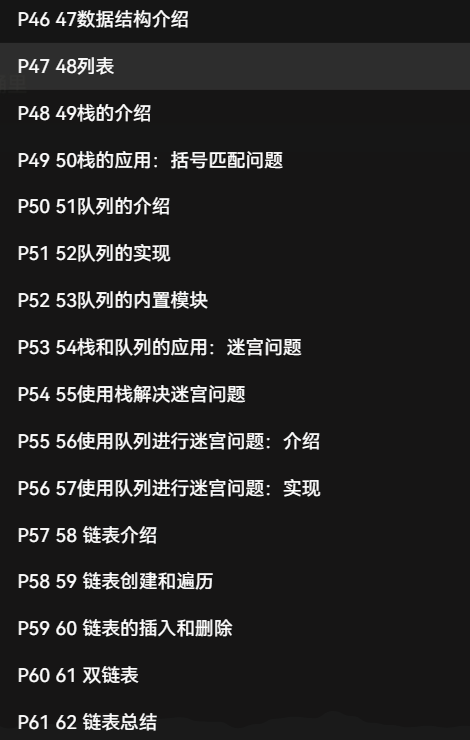 P46 47数据结构介绍
P47 48列表
P48 49栈的介绍
P49 50栈的应用：括号匹配问题
P50 51队列的介绍
P51 52队列的实现
P52 53队列的内置模块
P53 54栈和队列的应用：迷宫问题
P54 55使用栈解决迷宫问题
P55 56使用队列进行迷宫问题：介绍
P56 57使用队列进行迷宫问题：实现
P57 58 链表介绍
P58 59 链表创建和遍历
P59 60 链表的插入和删除
P60 61 双链表
P61 62 链表总结